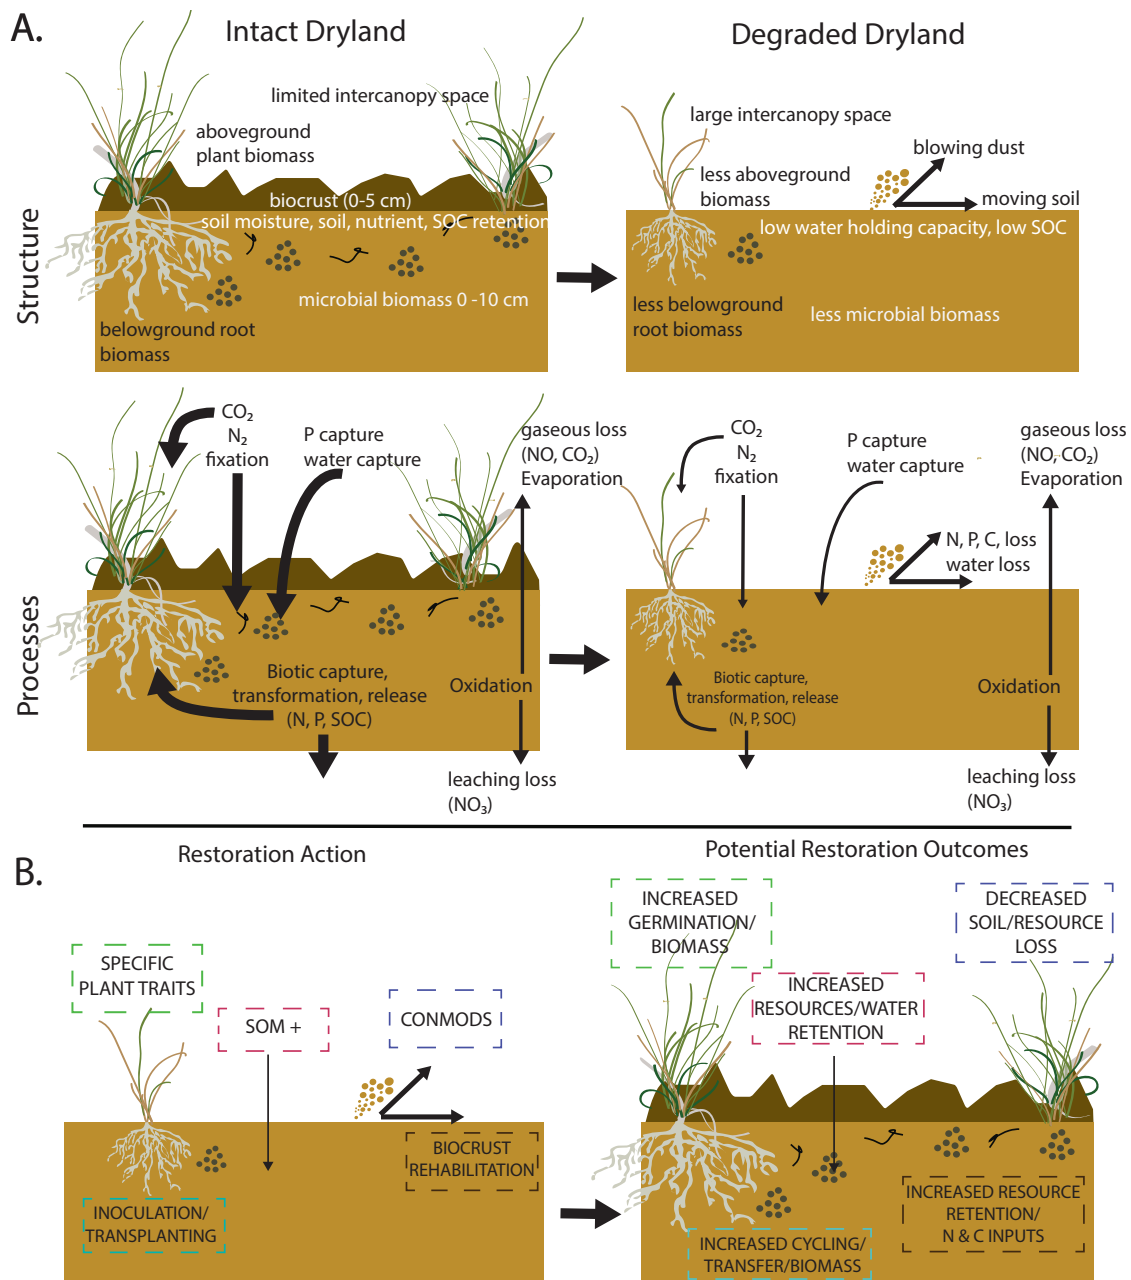 A.
Intact Dryland
Degraded Dryland
Structure
limited intercanopy space
aboveground
plant biomass
biocrust (0-5 cm)
soil moisture, soil, nutrient, SOC retention
microbial biomass 0 -10 cm
belowground root
biomass
large intercanopy space
blowing dust
less aboveground
biomass
moving soil
low water holding capacity, low SOC
less belowground
root biomass
less microbial biomass
Processes
CO₂
N₂
fixation
P capture
water capture
gaseous loss
(NO, CO₂)
Evaporation
Biotic capture,
transformation, release
(N, P, SOC)
Oxidation
leaching loss
(NO₃)
CO₂
N₂
fixation
P capture
water capture
gaseous loss
(NO, CO₂)
Evaporation
N, P, C, loss
water loss
Biotic capture,
transformation, release
(N, P, SOC)
Oxidation
leaching loss
(NO₃)
B.
Restoration Action
Potential Restoration Outcomes
SPECIFIC
PLANT TRAITS
SOM +
CONMODS
BIOCRUST
REHABILITATION
INOCULATION/
TRANSPLANTING
INCREASED
GERMINATION/
BIOMASS
DECREASED
SOIL/RESOURCE
LOSS
INCREASED
RESOURCES/WATER
RETENTION
INCREASED RESOURCE
RETENTION/
N & C INPUTS
INCREASED CYCLING/
TRANSFER/BIOMASS